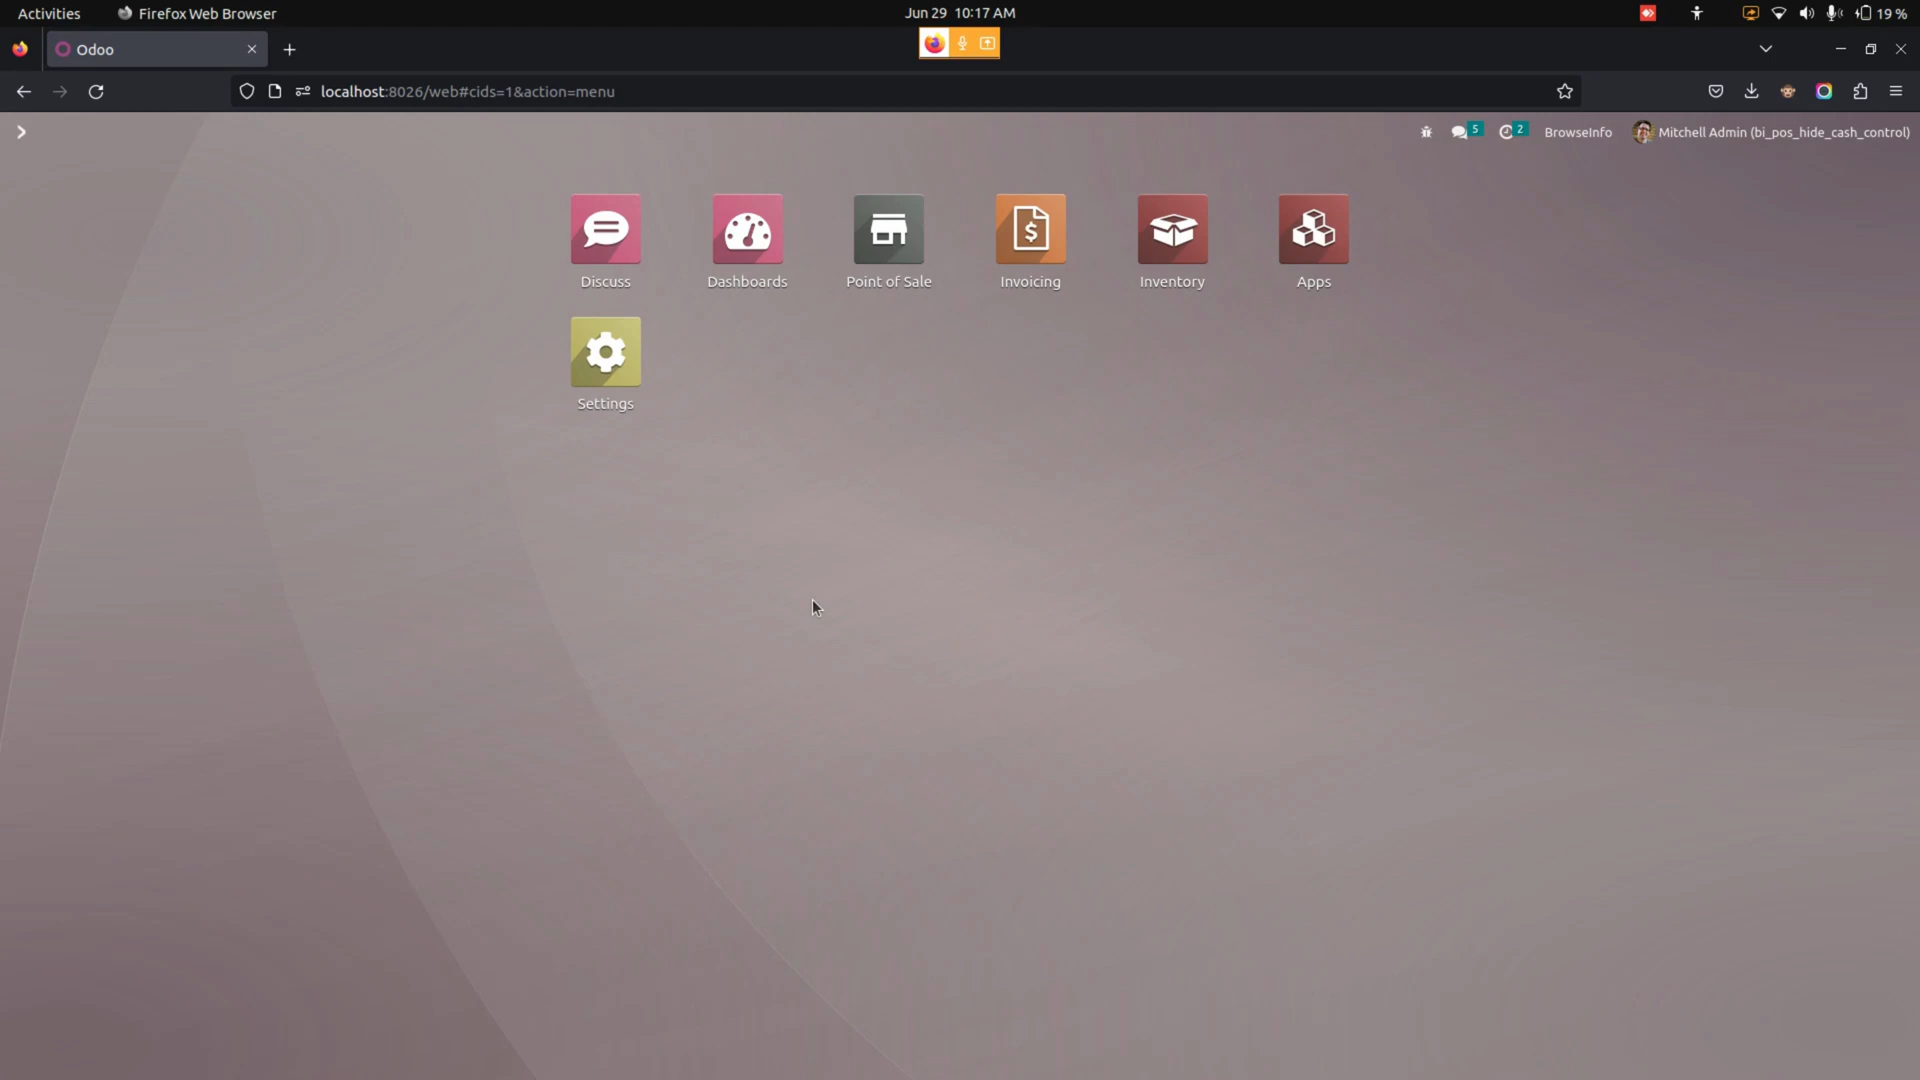 Activities Firefox Web Browser Jun 29 10:17 AM 19 %
Odoo
localhost:8026/web#cids=1&action=menu
5 2 BrowseInfo Mitchell Admin (bi_pos_hide_cash_control)
Discuss Dashboards Point of Sale Invoicing Inventory Apps
Settings